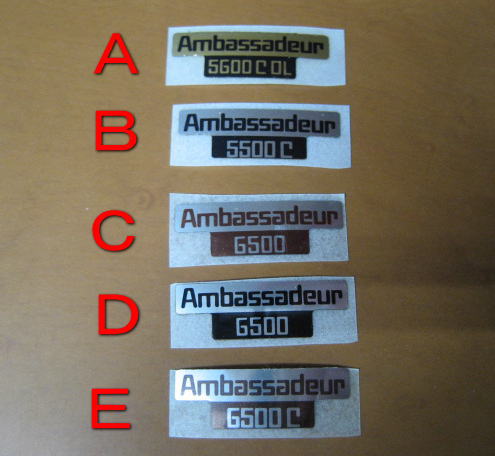 A
Ambassadeur
5600 C DL
B
Ambassadeur
5500 C
C
Ambassadeur
6500
D
Ambassadeur
6500
E
Ambassadeur
6500 C